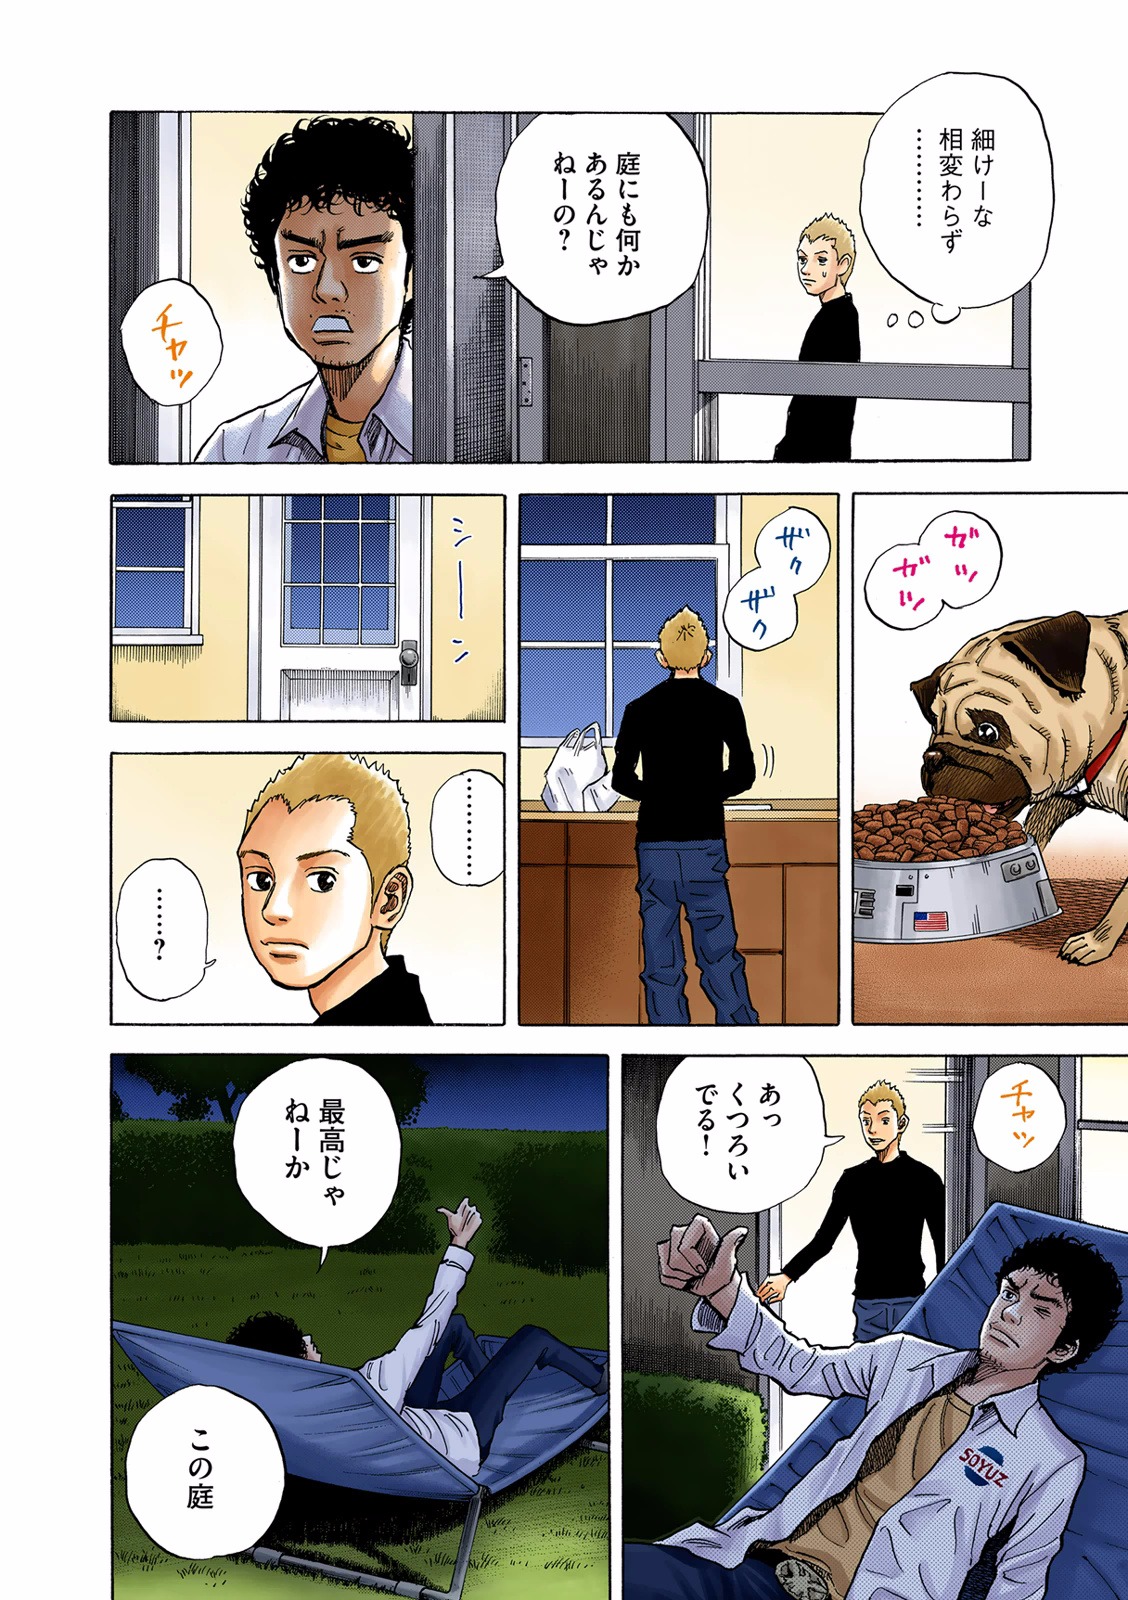 細けーな
相変わらず
…………
庭にも何か
あるんじゃ
ねーの？
チャッ
ガッ
ガツ
ガツ
ザク
ザク
シーーン
………
……？
チャッ
あっ
くつろい
でる！
SOYUZ
最高じゃ
ねーか
この庭